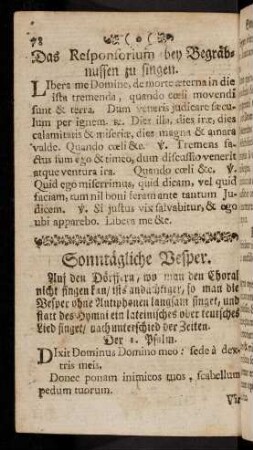 78 ( o )
Das Responsorium bey Begräb-
nussen zu singen.
LIbera me Domine, de morte æterna in die
illa tremenda, quando cœli movendi
sunt & terra. Dum veneris judicare sæcu-
lum per ignem. ℞. Dies illa, dies iræ, dies
calamitatis & miseriæ, dies magna & amara
valde. Quando cœli &c. ℣. Tremens fa-
ctus sum ego & timeo, dum discussio venerit
atque ventura ira. Quando cœli &c. ℣.
Quid ego miserrimus, quid dicam, vel quid
faciam, cum nil boni feram ante tantum Ju-
dicem. ℣. & justus vix salvabitur, & ego
ubi apparebo. Libera me &c.
Sonntägliche Vesper.
Auf den Dörffern, wo man den Choral
nicht singen kan, ists andächtiger, so man die
Vesper ohne Antyphonen langsam singet, und
statt des Hymni ein lateinisches oder teutsches
Lied singet, nach unterschied der Zeiten.
Der 1. Psalm.
DIxit Dominus Domino meo: sede à dex-
tris meis.
Donec ponam inimicos tuos, scabellum
pedum tuorum.